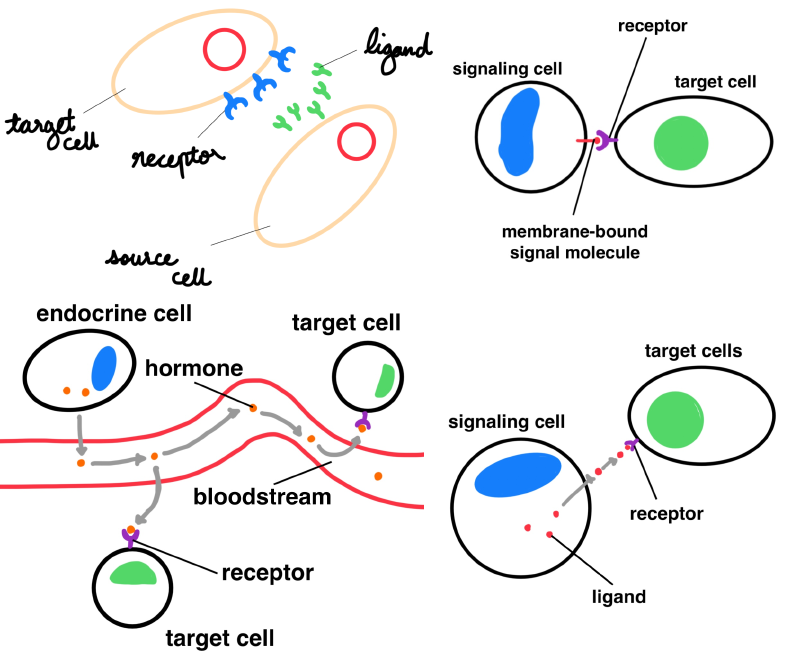 ligand
target
cell
receptor
source
cell
receptor
signaling cell
target cell
membrane-bound
signal molecule
endocrine cell
target cell
hormone
bloodstream
receptor
target cell
target cells
signaling cell
receptor
ligand